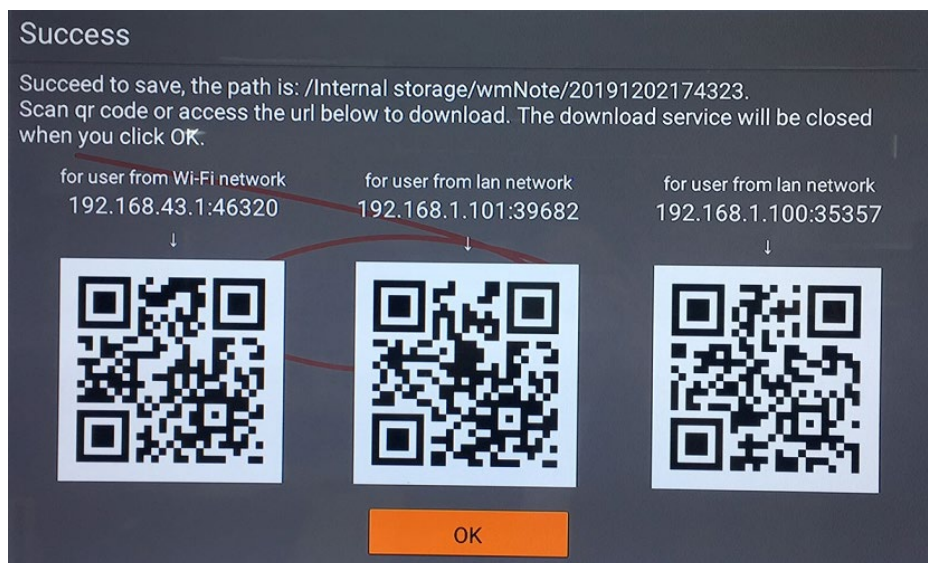 Success
Succeed to save, the path is: /Internal storage/wmNote/20191202174323.
Scan qr code or access the url below to download. The download service will be closed
when you click OK.
for user from Wi-Fi network
192.168.43.1:46320
↓
for user from lan network
192.168.1.101:39682
↓
for user from lan network
192.168.1.100:35357
↓
OK